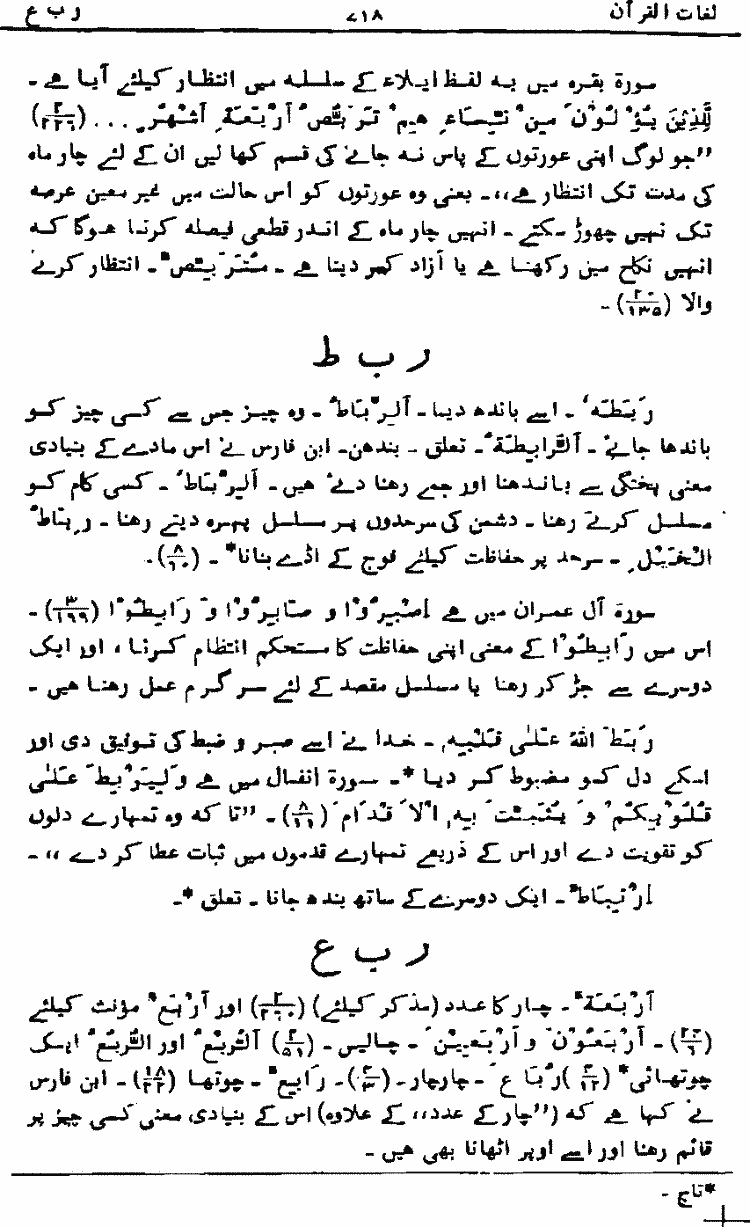 لغات القرآن ۷۱۸ ر ب ع
سورۃ بقرہ میں یہ لفظ ایلاء کے سلسلہ میں انتظار کیلئے آیا ہے ۔
لِلَّذِیْنَ یُؤْلُوْنَ مِنْ نِّسَاءِ ھِمْ تَرَبُّصُ اَرْبَعَۃِ اَشْھُرٍ ... (۲/۲۲۶)
”جو لوگ اپنی عورتوں کے پاس نہ جانے کی قسم کھا لیں ان کے لئے چار ماہ
کی مدت تک انتظار ہے،،۔ یعنی وہ عورتوں کو اس حالت میں غیر معین عرصہ
تک نہیں چھوڑ سکتے ۔ انہیں چار ماہ کے اندر قطعی فیصلہ کرنا ہوگا کہ
انہیں نکاح میں رکھنا ہے یا آزاد کر دینا ہے ۔ مُتَرَبِّصٌ۔ انتظار کرنے
والا (۲۰/۱۳۵) ۔
ر ب ط
رَبَطَہٗ ۔ اسے باندھ دیا۔ اَلرِّبَاطُ ۔ وہ چیز جس سے کسی چیز کو
باندھا جائے ۔ اَلرَّابِطَۃُ۔ تعلق ۔ بندھن۔ ابن فارس نے اس مادے کے بنیادی
معنی پختگی سے باندھنا اور جمے رہنا دئے ہیں۔ اَلرِّبَاطُ ۔ کسی کام کو
مسلسل کرتے رہنا ۔ دشمن کی سرحدوں پر مسلسل پہرہ دیتے رھنا ۔ رِبَاطُ
الْخَیْلِ ۔ سرحد پر حفاظت کیلئے فوج کے اڈے بنانا* ۔ (۸/۶۰)۔
سورۃ آل عمران میں ہے اِصْبِرُوْا و صَابِرُوْا وَ رَابِطُوْا (۳/۱۹۹) ۔
اس میں رَابِطُوْا کے معنی اپنی حفاظت کا مستحکم انتظام کرنا ، اور ایک
دوسرے سے جڑ کر رہنا یا مسلسل مقصد کے لئے سرگرم عمل رہنا ہیں ۔
رَبَطَ اللّٰہُ عَلٰی قَلْبِہٖ ۔ خدا نے اسے صبر و ضبط کی توفیق دی اور
اسکے دل کو مضبوط کر دیا *۔ سورۃ انفال میں ہے وَلِیَرْبِطَ عَلٰی
قُلُوْبِکُمْ وَ یُثَبِّتَ بِہِ الْاَقْدَامَ (۸/۱۱)۔ ”تا کہ وہ تمہارے دلوں
کو تقویت دے اور اس کے ذریعے تمہارے قدموں میں ثبات عطا کر دے ،، ۔
اِرْتِبَاطٌ ۔ ایک دوسرے کے ساتھ بندھ جانا ۔ تعلق *۔
ر ب ع
اَرْبَعَۃٌ ۔ چار کا عدد (مذکر کیلئے) (۲/۲۶۰) اور اَرْبَعٌ مؤنث کیلئے
(۲۴/۶) ۔ اَرْبَعُوْنَ و اَرْبَعِیْنَ ۔ چالیس ۔ (۲/۵۱) اَلرُّبْعُ اور الرُّبُعُ ایک
چوتھائی* (۴/۱۲) رُبَاعَ ۔ چارچار۔ (۴/۳)۔ رَابِعٌ ۔ چوتھا (۱۸/۲۲) ۔ ابن فارس
نے کہا ہے کہ (”چار کے عدد،، کے علاوہ) اس کے بنیادی معنی کسی چیز پر
قائم رہنا اور اسے اوپر اٹھانا بھی ہیں ۔
*تاج ۔